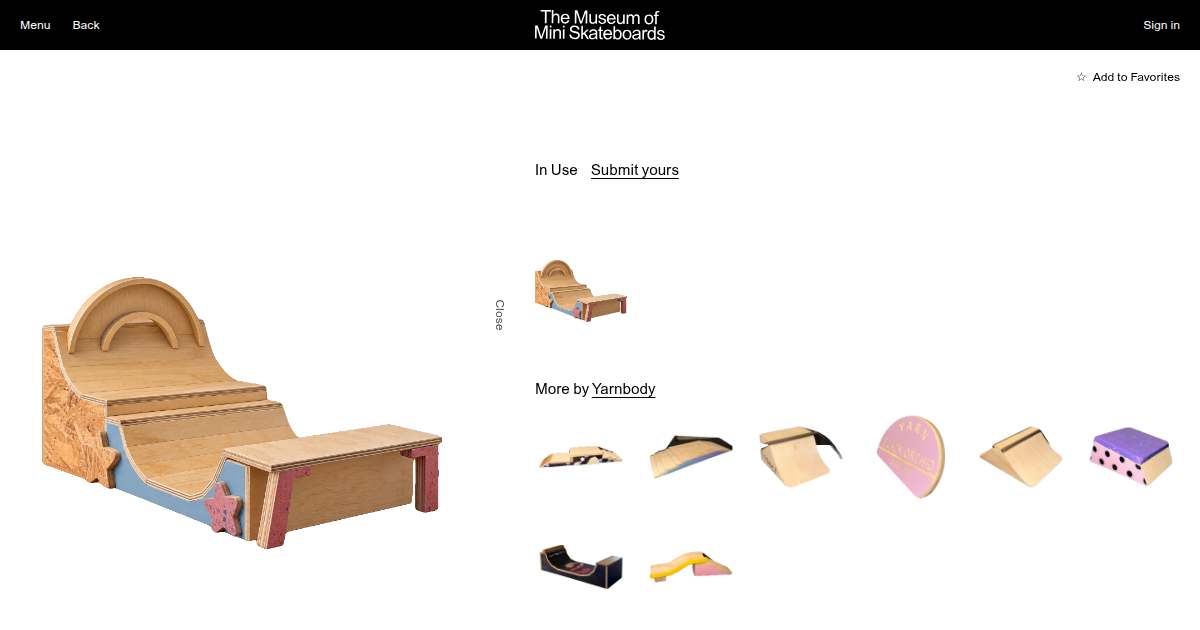 Menu Back
The Museum of
Mini Skateboards
Sign in
☆ Add to Favorites
In Use Submit yours
Close
More by Yarnbody
YARN